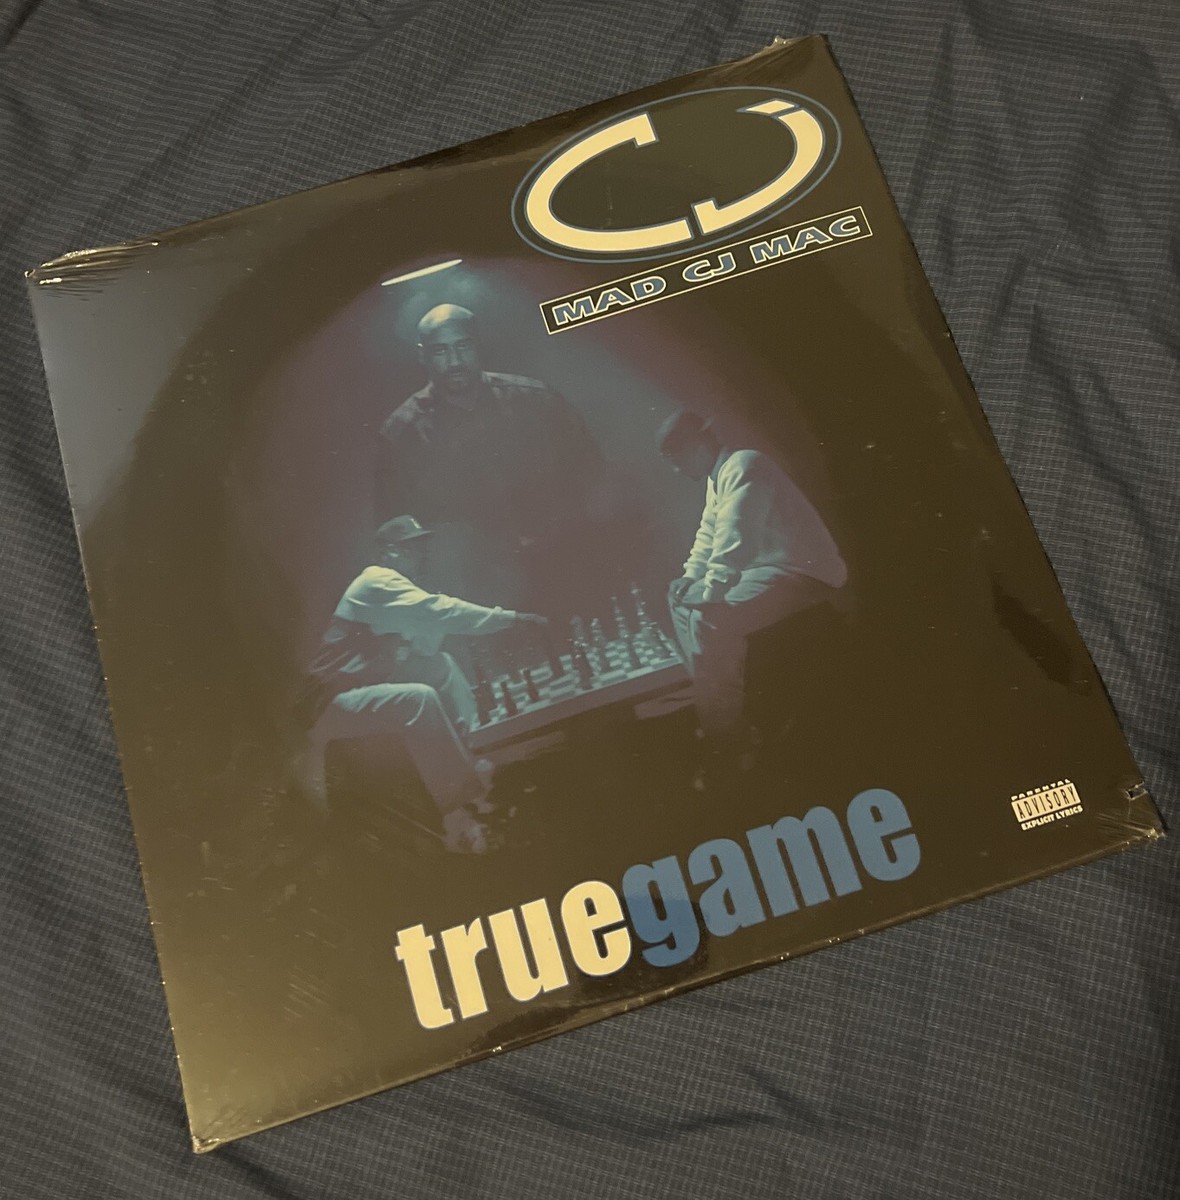 CJ
MAD CJ MAC
PARENTAL
ADVISORY
EXPLICIT LYRICS
truegame